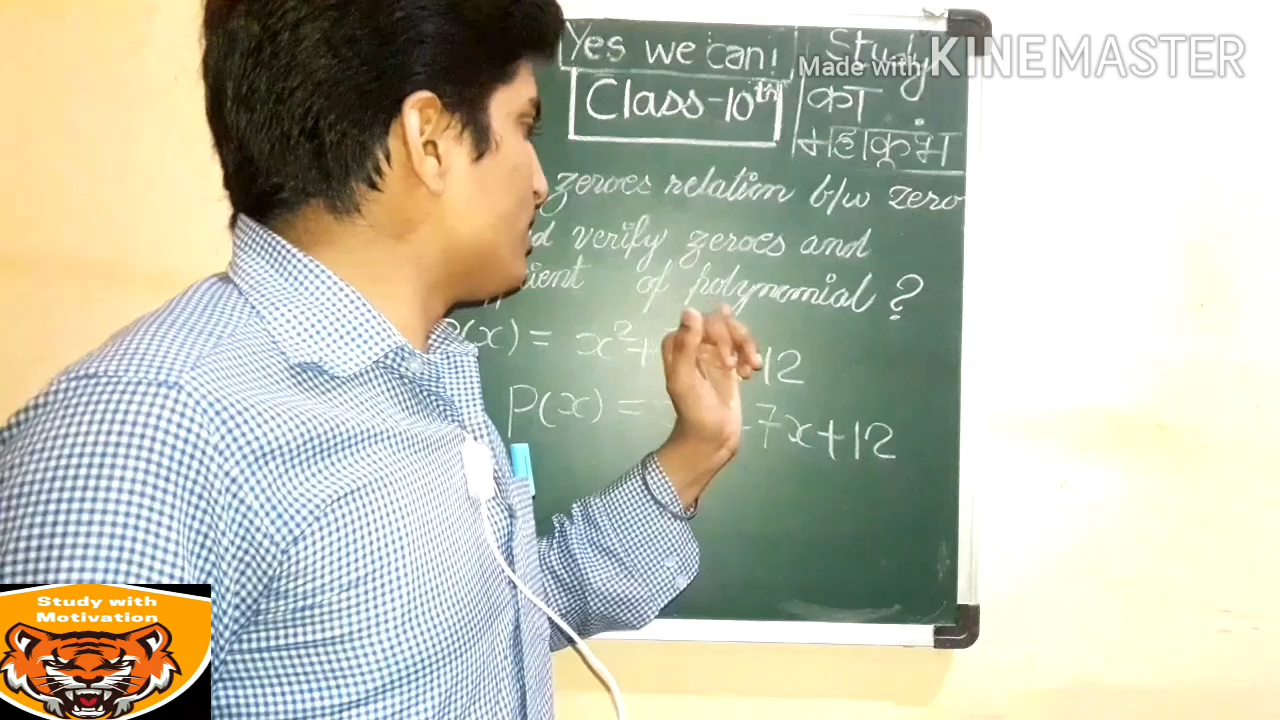 Yes we can!
Class-10th
Study
का
महाकुंभ
Made with KINEMASTER
zeroes relation b/w zero
verify zeroes and
of polynomial ?
(x) = x²+ 12
P(x) = -7x+12
Study with
Motivation